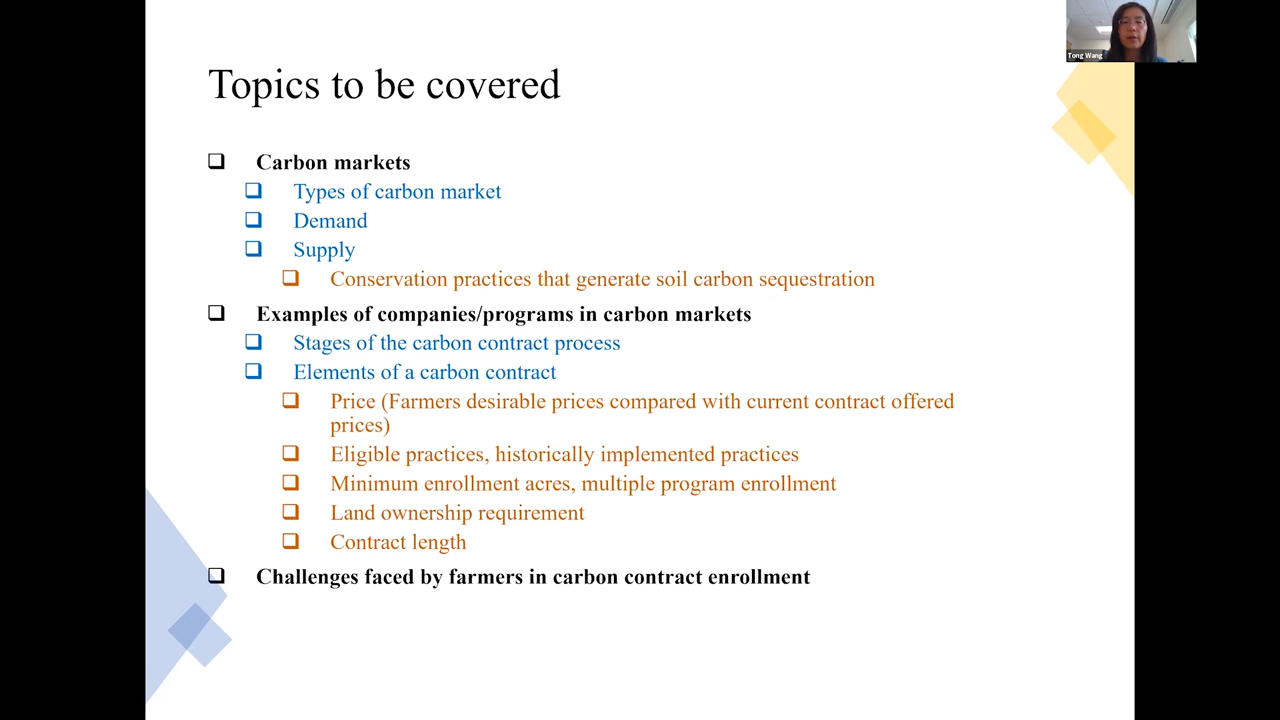 Tong Wang
Topics to be covered
Carbon markets
Types of carbon market
Demand
Supply
Conservation practices that generate soil carbon sequestration
Examples of companies/programs in carbon markets
Stages of the carbon contract process
Elements of a carbon contract
Price (Farmers desirable prices compared with current contract offered
prices)
Eligible practices, historically implemented practices
Minimum enrollment acres, multiple program enrollment
Land ownership requirement
Contract length
Challenges faced by farmers in carbon contract enrollment